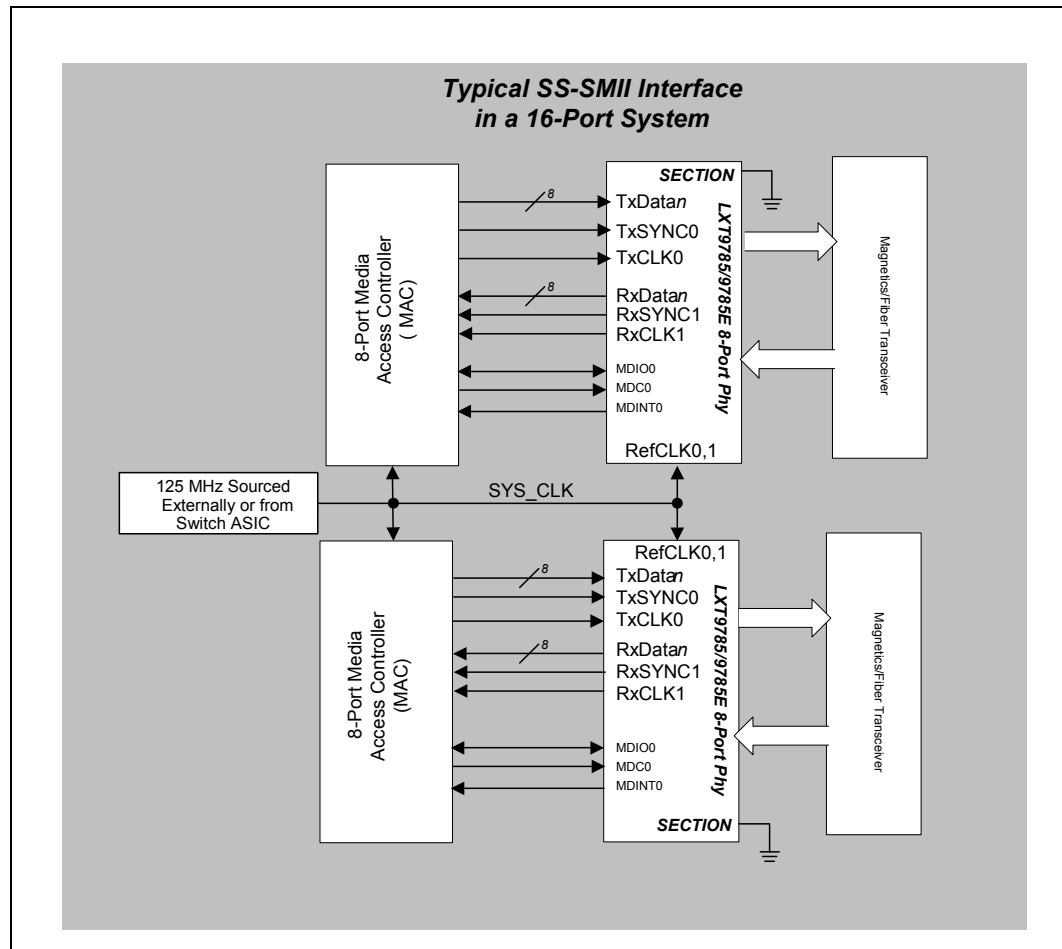 Typical SS-SMII Interface
in a 16-Port System
8-Port Media
Access Controller
( MAC)
8
TxDatan
TxSYNC0
TxCLK0
8
RxDatan
RxSYNC1
RxCLK1
MDIO0
MDC0
MDINT0
SECTION
LXT9785/9785E 8-Port Phy
RefCLK0,1
Magnetics/Fiber Transceiver
125 MHz Sourced
Externally or from
Switch ASIC
SYS_CLK
8-Port Media
Access Controller
(MAC)
RefCLK0,1
8
TxDatan
TxSYNC0
TxCLK0
8
RxDatan
RxSYNC1
RxCLK1
MDIO0
MDC0
MDINT0
LXT9785/9785E 8-Port Phy
SECTION
Magnetics/Fiber Transceiver